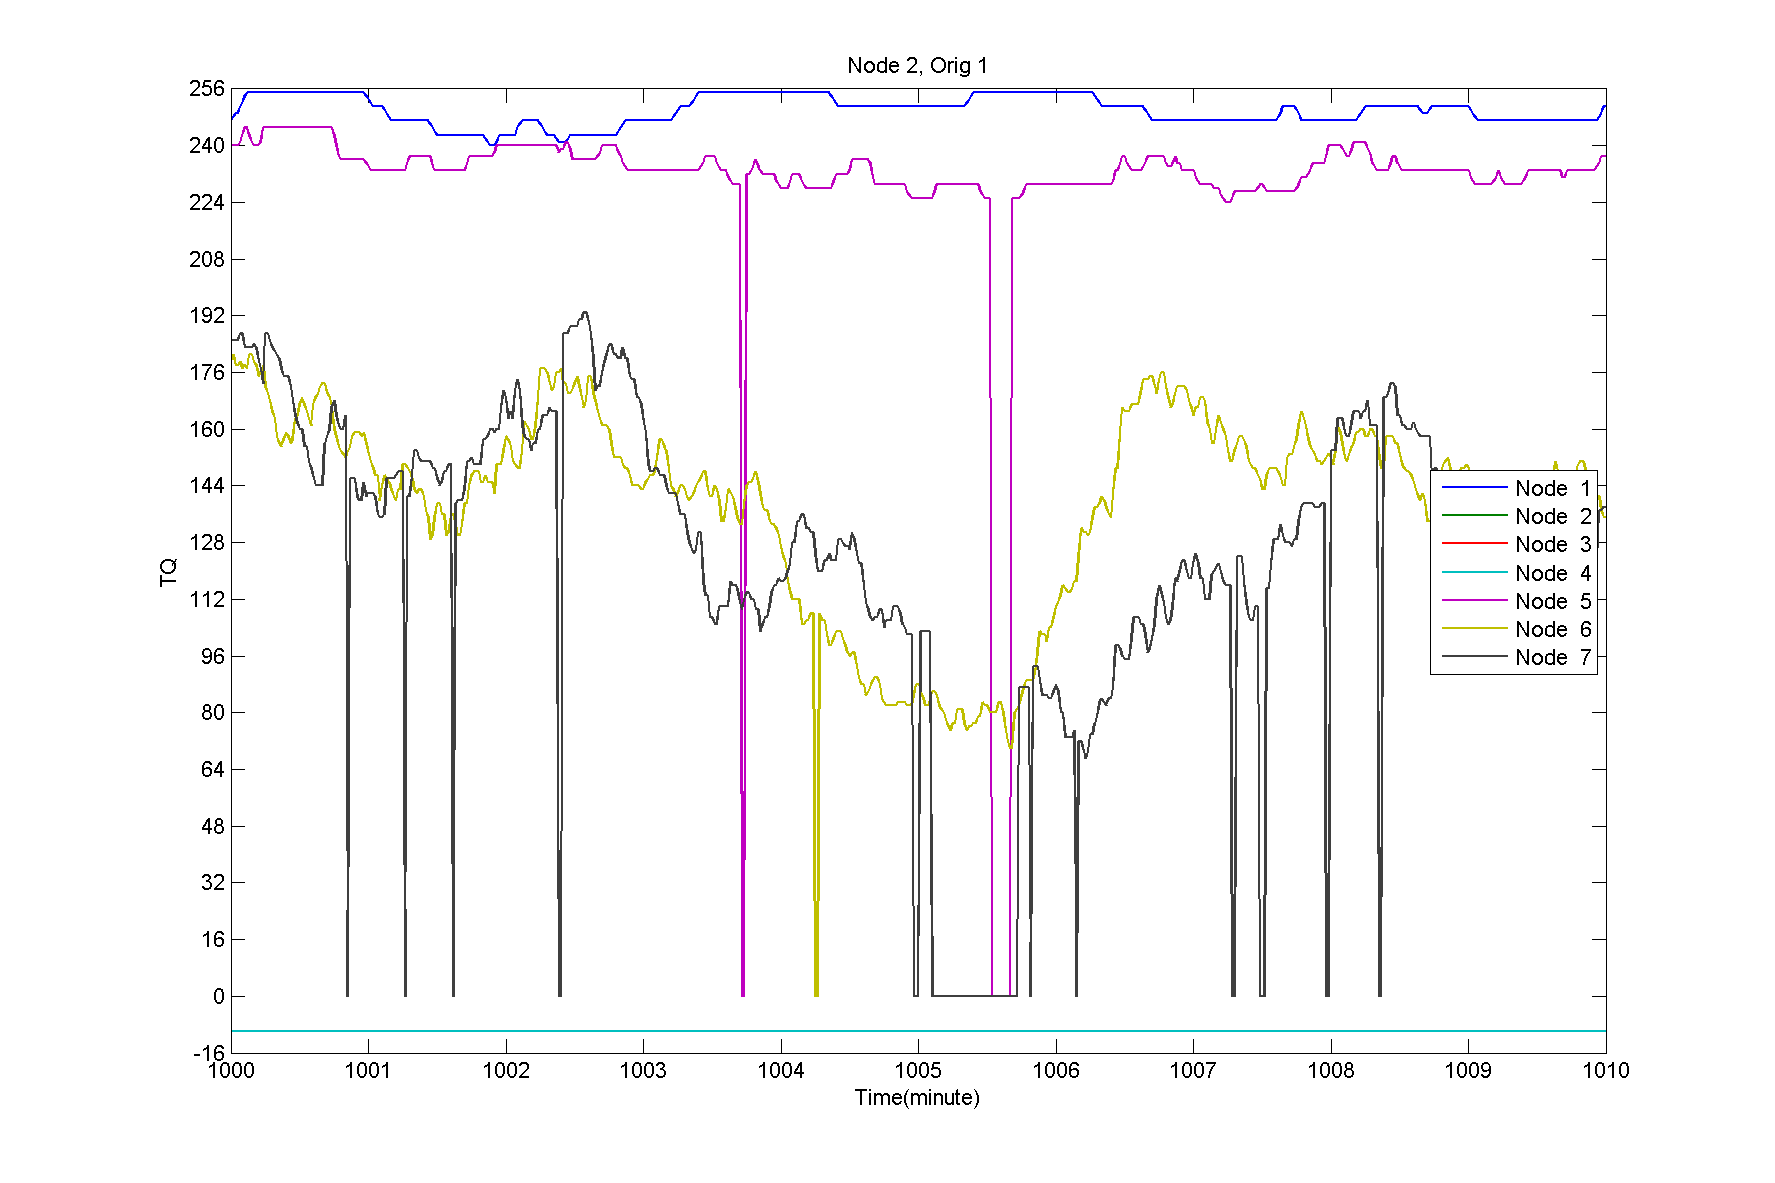 Node 2, Orig 1
256
240
224
208
192
176
160
144
128
112
96
80
64
48
32
16
0
-16
TQ
1000 1001 1002 1003 1004 1005 1006 1007 1008 1009 1010
Time(minute)
Node 1
Node 2
Node 3
Node 4
Node 5
Node 6
Node 7